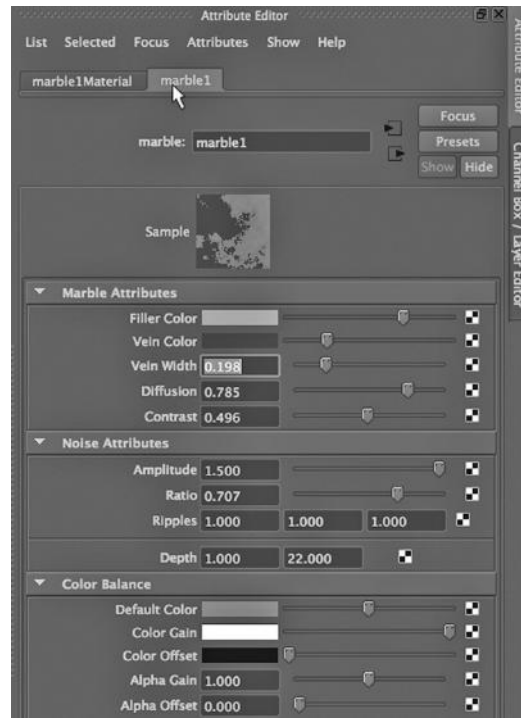 Attribute Editor
List Selected Focus Attributes Show Help
marble1Material marble1
Focus
marble: marble1
Presets
Show Hide
Sample
Marble Attributes
Filler Color
Vein Color
Vein Width 0.198
Diffusion 0.785
Contrast 0.496
Noise Attributes
Amplitude 1.500
Ratio 0.707
Ripples 1.000 1.000 1.000
Depth 1.000 22.000
Color Balance
Default Color
Color Gain
Color Offset
Alpha Gain 1.000
Alpha Offset 0.000
Attribute Editor
Channel Box / Layer Editor